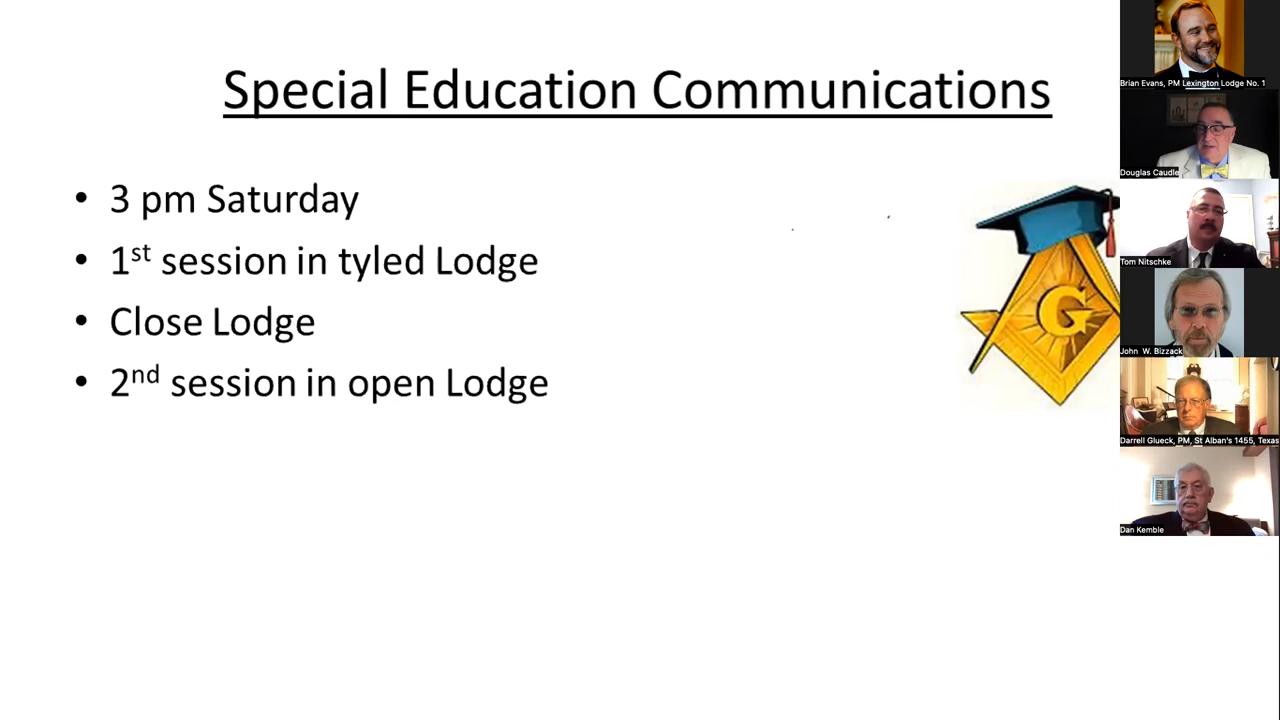 Special Education Communications
• 3 pm Saturday
• 1st session in tyled Lodge
• Close Lodge
• 2nd session in open Lodge
G
Brian Evans, PM Lexington Lodge No. 1
Douglas Caudle
Tom Nitschke
John W. Bizzack
Darrell Glueck, PM, St Alban's 1455, Texas
Dan Kemble